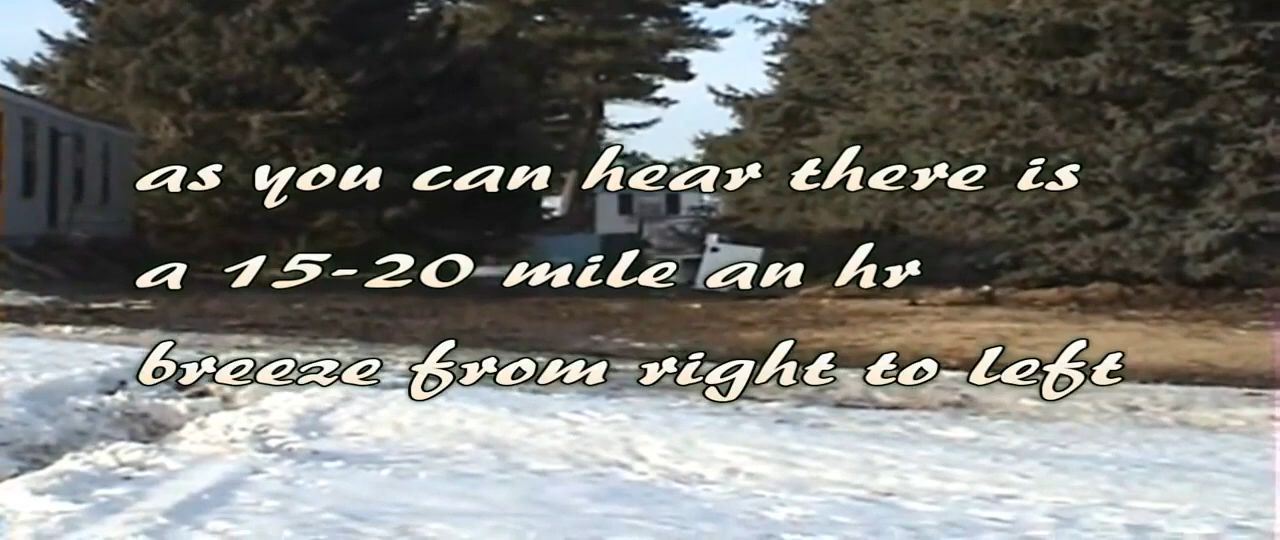 as you can hear there is
a 15-20 mile an hr
breeze from right to left